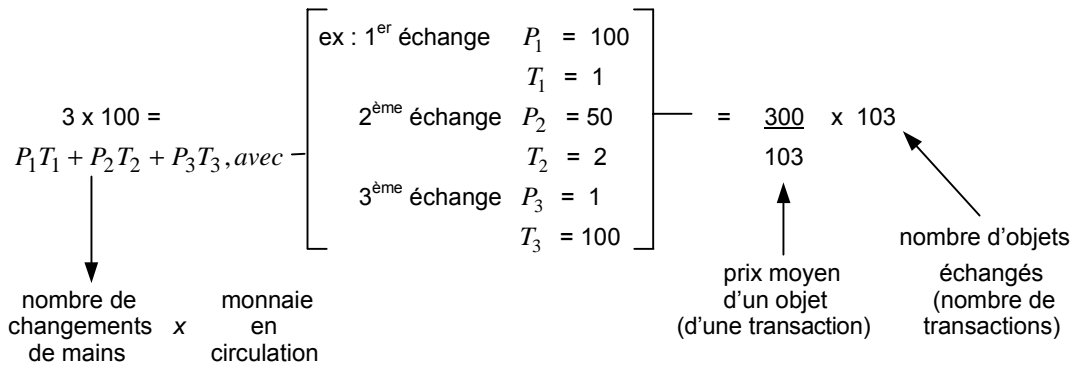 ex : 1er échange P1 = 100
T1 = 1
3 x 100 =
2ème échange P2 = 50
= 300 x 103
P1T1 + P2T2 + P3T3, avec
T2 = 2
103
3ème échange P3 = 1
T3 = 100
nombre d'objets
échangés
(nombre de
transactions)
prix moyen
d'un objet
(d'une transaction)
nombre de
changements
de mains
x
monnaie
en
circulation